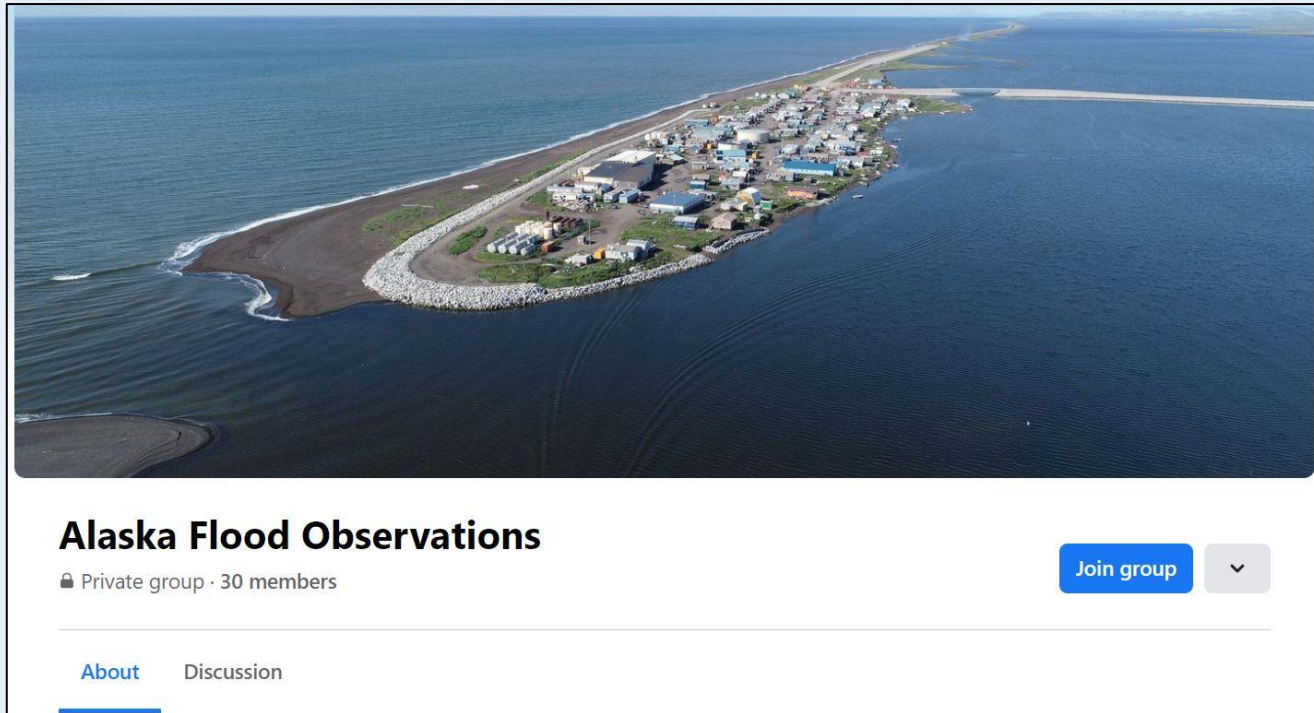 Alaska Flood Observations
Private group · 30 members
Join group
About
Discussion